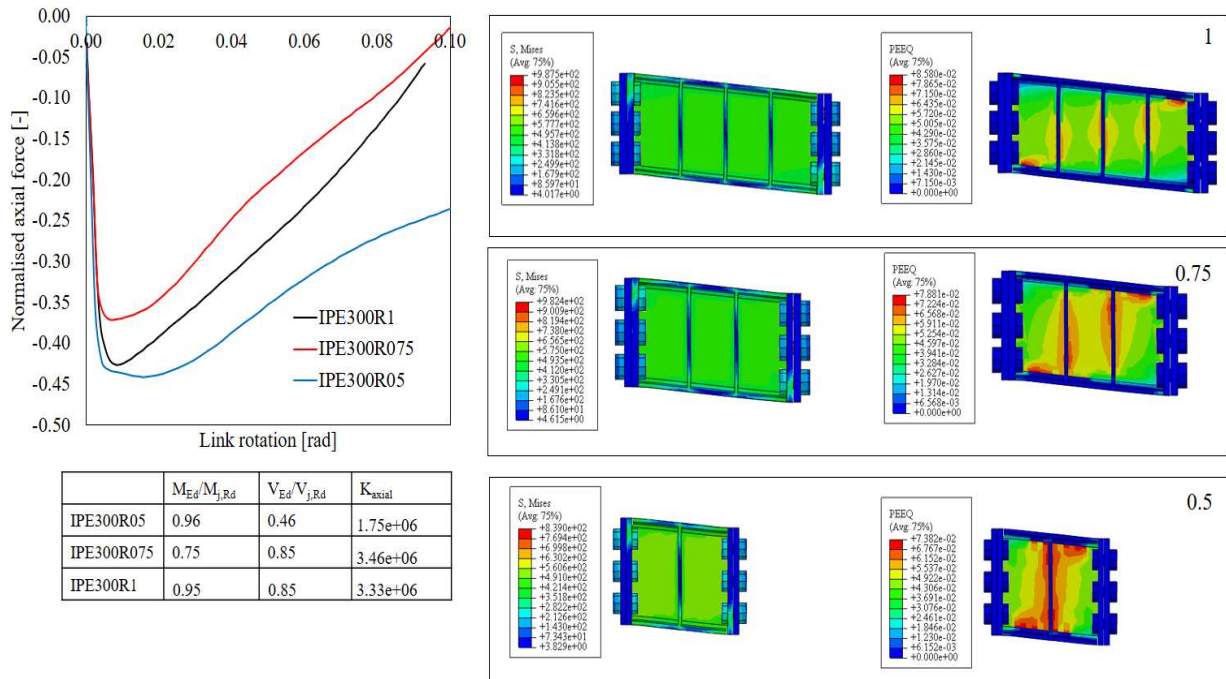 0.00
0.00 0.02 0.04 0.06 0.08 0.10
-0.05
-0.10
-0.15
-0.20
-0.25
-0.30
-0.35
-0.40
-0.45
-0.50
Normalised axial force [-]
IPE300R1
IPE300R075
IPE300R05
Link rotation [rad]
M_Ed/M_j,Rd V_Ed/V_j,Rd K_axial
IPE300R05 0.96 0.46 1.75e+06
IPE300R075 0.75 0.85 3.46e+06
IPE300R1 0.95 0.85 3.33e+06
1
S, Mises
(Avg: 75%)
+9.875e+02
+9.055e+02
+8.235e+02
+7.416e+02
+6.596e+02
+5.777e+02
+4.957e+02
+4.138e+02
+3.318e+02
+2.499e+02
+1.679e+02
+8.597e+01
+4.017e+00
PEEQ
(Avg: 75%)
+8.580e-02
+7.865e-02
+7.150e-02
+6.435e-02
+5.720e-02
+5.005e-02
+4.290e-02
+3.575e-02
+2.860e-02
+2.145e-02
+1.430e-02
+7.150e-03
+0.000e+00
0.75
S, Mises
(Avg: 75%)
+9.824e+02
+9.009e+02
+8.194e+02
+7.380e+02
+6.565e+02
+5.750e+02
+4.935e+02
+4.120e+02
+3.305e+02
+2.491e+02
+1.676e+02
+8.610e+01
+4.615e+00
PEEQ
(Avg: 75%)
+7.881e-02
+7.224e-02
+6.568e-02
+5.911e-02
+5.254e-02
+4.597e-02
+3.941e-02
+3.284e-02
+2.627e-02
+1.970e-02
+1.314e-02
+6.568e-03
+0.000e+00
0.5
S, Mises
(Avg: 75%)
+8.390e+02
+7.694e+02
+6.998e+02
+6.302e+02
+5.606e+02
+4.910e+02
+4.214e+02
+3.518e+02
+2.822e+02
+2.126e+02
+1.430e+02
+7.343e+01
+3.829e+00
PEEQ
(Avg: 75%)
+7.382e-02
+6.767e-02
+6.152e-02
+5.537e-02
+4.922e-02
+4.306e-02
+3.691e-02
+3.076e-02
+2.461e-02
+1.846e-02
+1.230e-02
+6.152e-03
+0.000e+00